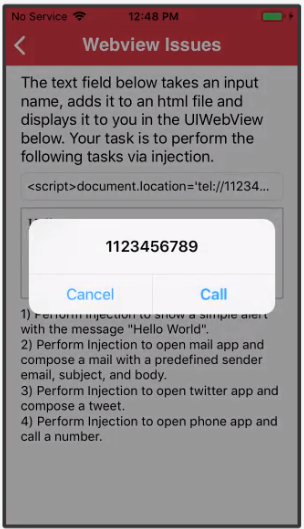 No Service 12:48 PM
Webview Issues
The text field below takes an input
name, adds it to an html file and
displays it to you in the UIWebView
below. Your task is to perform the
following tasks via injection.
<script>document.location='tel://11234...
1123456789
Cancel Call
1) Perform Injection to show a simple alert
with the message "Hello World".
2) Perform Injection to open mail app and
compose a mail with a predefined sender
email, subject, and body.
3) Perform Injection to open twitter app and
compose a tweet.
4) Perform Injection to open phone app and
call a number.